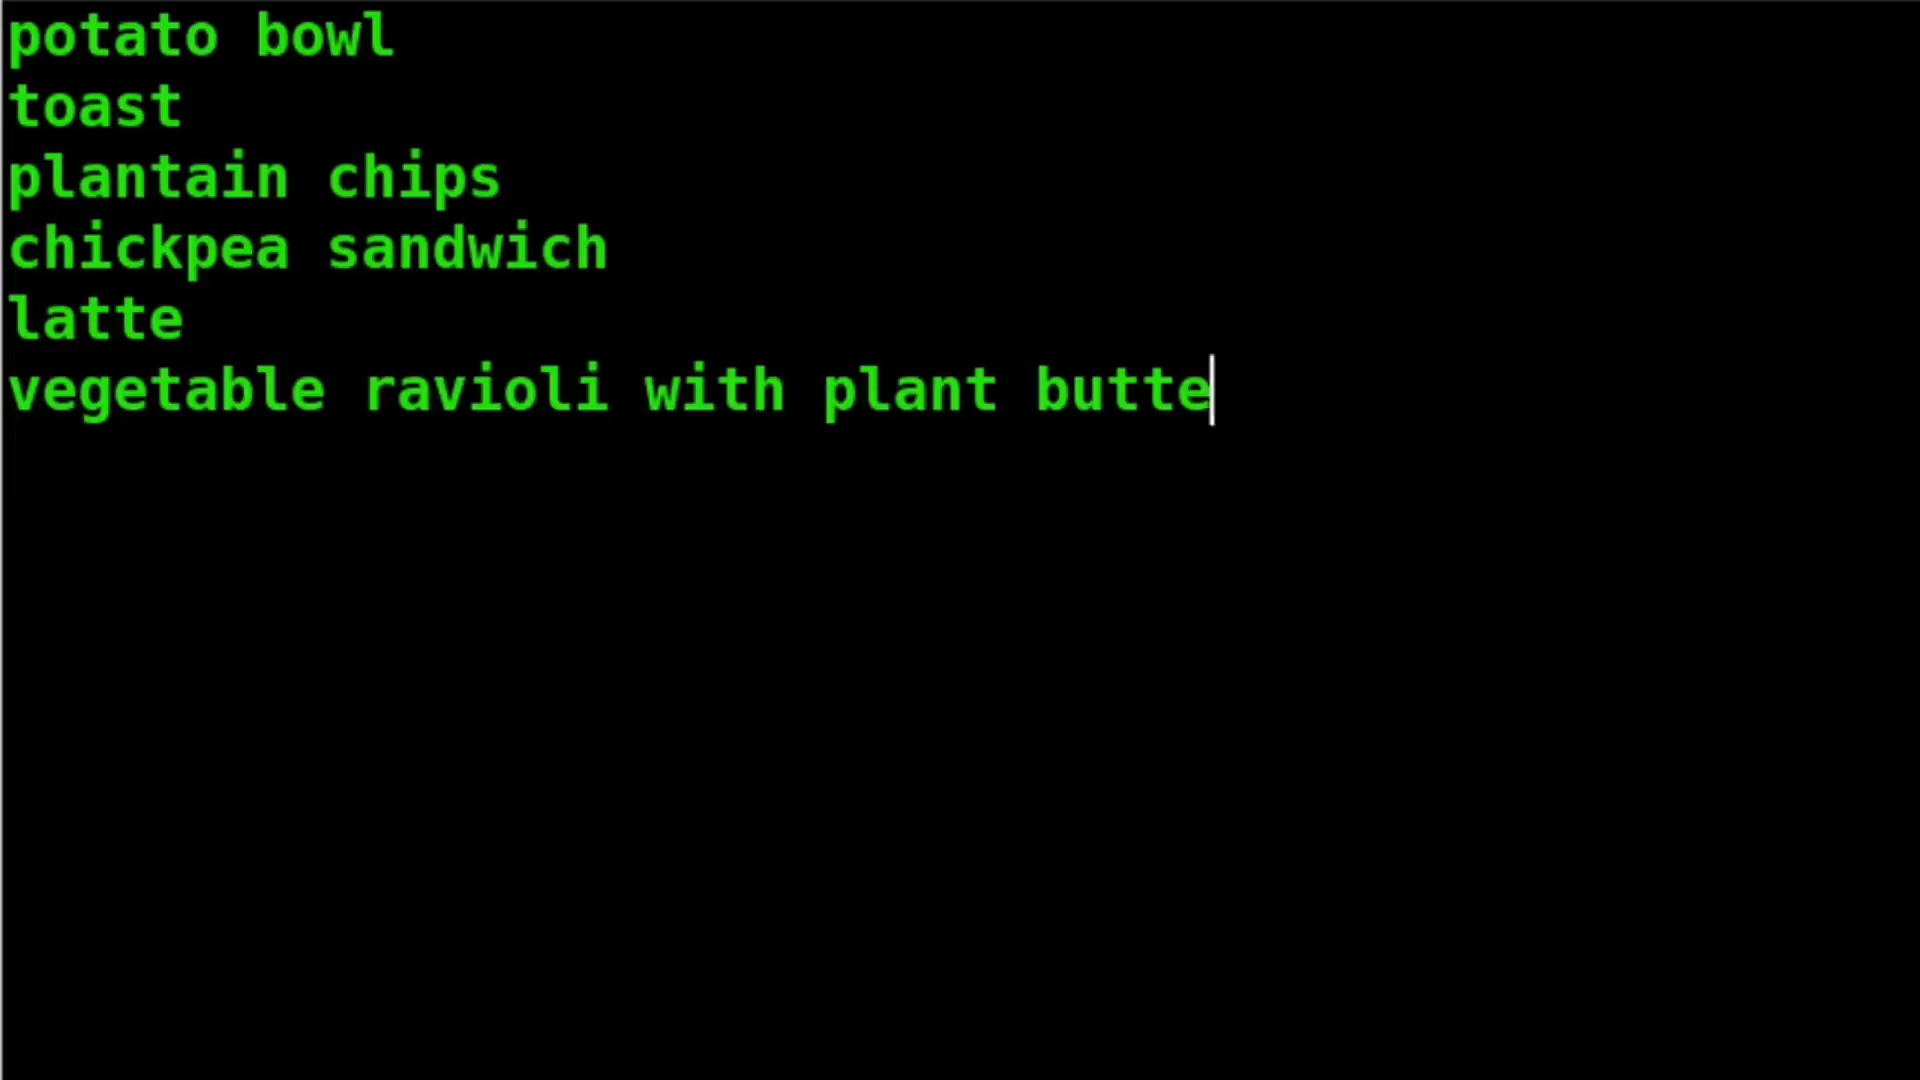 potato bowl
toast
plantain chips
chickpea sandwich
latte
vegetable ravioli with plant butte